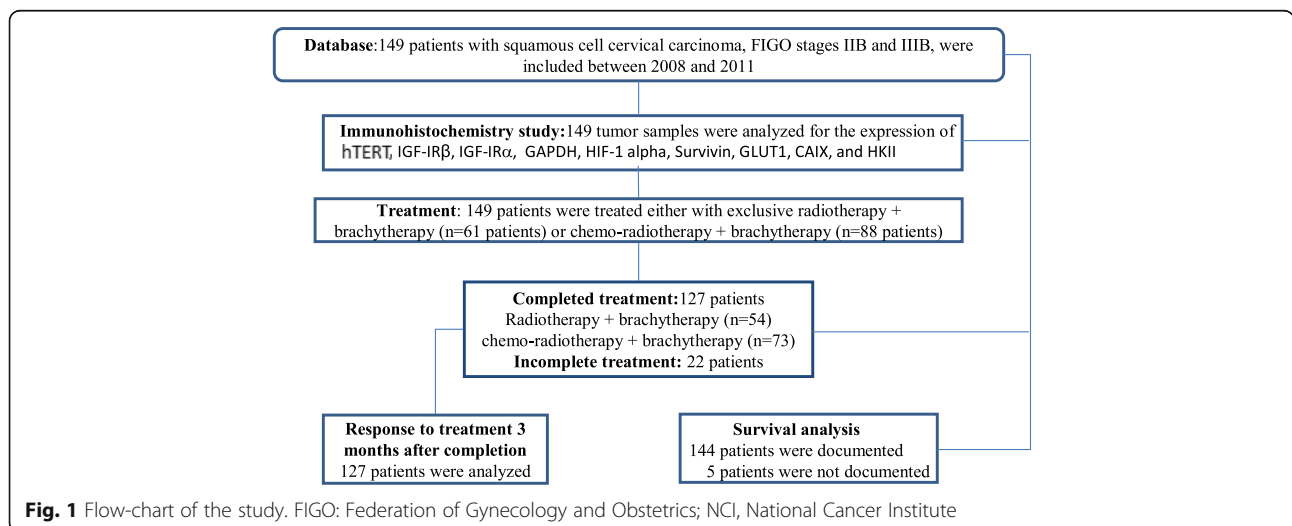 Database:149 patients with squamous cell cervical carcinoma, FIGO stages IIB and IIIB, were
included between 2008 and 2011
Immunohistochemistry study:149 tumor samples were analyzed for the expression of
hTERT, IGF-IRβ, IGF-IRα, GAPDH, HIF-1 alpha, Survivin, GLUT1, CAIX, and HKII
Treatment: 149 patients were treated either with exclusive radiotherapy +
brachytherapy (n=61 patients) or chemo-radiotherapy + brachytherapy (n=88 patients)
Completed treatment:127 patients
Radiotherapy + brachytherapy (n=54)
chemo-radiotherapy + brachytherapy (n=73)
Incomplete treatment: 22 patients
Response to treatment 3
months after completion
127 patients were analyzed
Survival analysis
144 patients were documented
5 patients were not documented
Fig. 1 Flow-chart of the study. FIGO: Federation of Gynecology and Obstetrics; NCI, National Cancer Institute